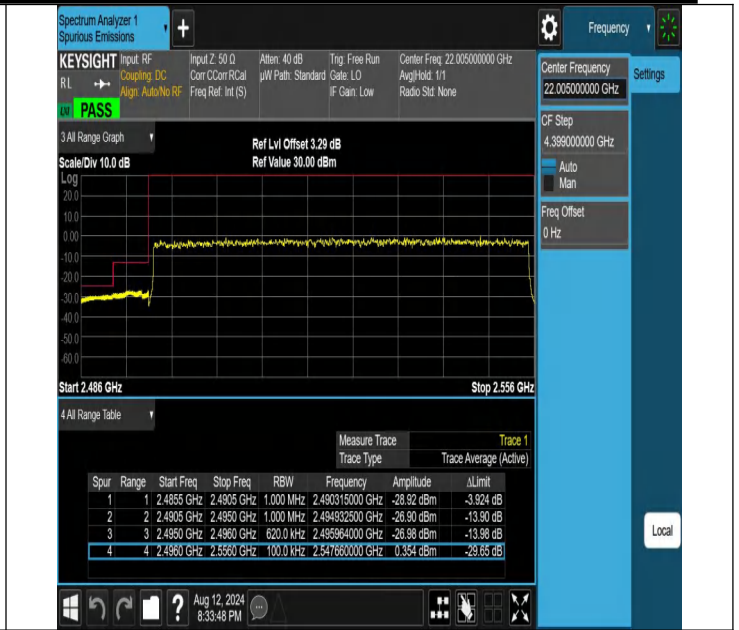 Spectrum Analyzer 1
Spurious Emissions
+
Frequency
KEYSIGHT
RL
PASS
Input: RF
Coupling: DC
Align: Auto/No RF
Input Z: 50 Ω
Corr CCorr RCal
Freq Ref: Int (S)
Atten: 40 dB
µW Path: Standard
Trig: Free Run
Gate: LO
IF Gain: Low
Center Freq: 22.005000000 GHz
Avg|Hold: 1/1
Radio Std: None
Center Frequency
22.005000000 GHz
Settings
CF Step
4.399000000 GHz
Auto
Man
Freq Offset
0 Hz
3 All Range Graph
Scale/Div 10.0 dB
Ref Lvl Offset 3.29 dB
Ref Value 30.00 dBm
Log
20.0
10.0
0.00
-10.0
-20.0
-30.0
-40.0
-50.0
-60.0
Start 2.486 GHz
Stop 2.556 GHz
4 All Range Table
Measure Trace Trace 1
Trace Type Trace Average (Active)
Spur Range Start Freq Stop Freq RBW Frequency Amplitude ΔLimit
1 1 2.4855 GHz 2.4905 GHz 1.000 MHz 2.490315000 GHz -28.92 dBm -3.924 dB
2 2 2.4905 GHz 2.4950 GHz 1.000 MHz 2.494932500 GHz -26.90 dBm -13.90 dB
3 3 2.4950 GHz 2.4960 GHz 620.0 kHz 2.495964000 GHz -26.98 dBm -13.98 dB
4 4 2.4960 GHz 2.5560 GHz 100.0 kHz 2.547660000 GHz 0.354 dBm -29.65 dB
Local
?
Aug 12, 2024
8:33:48 PM